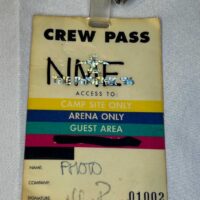 CREW PASS
NME
ACCESS TO:
CAMP SITE ONLY
ARENA ONLY
GUEST AREA
NAME: PHOTO
COMPANY:
SIGNATURE
01002